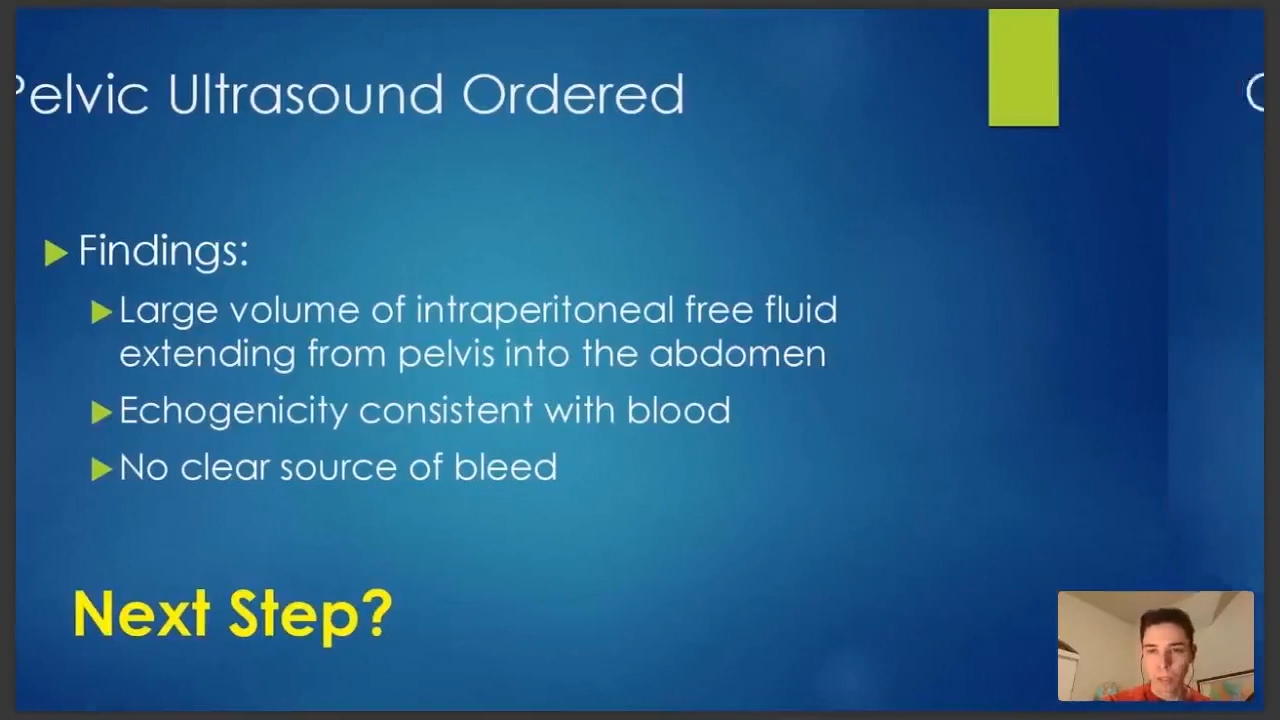 Pelvic Ultrasound Ordered
Findings:
Large volume of intraperitoneal free fluid
extending from pelvis into the abdomen
Echogenicity consistent with blood
No clear source of bleed
Next Step?